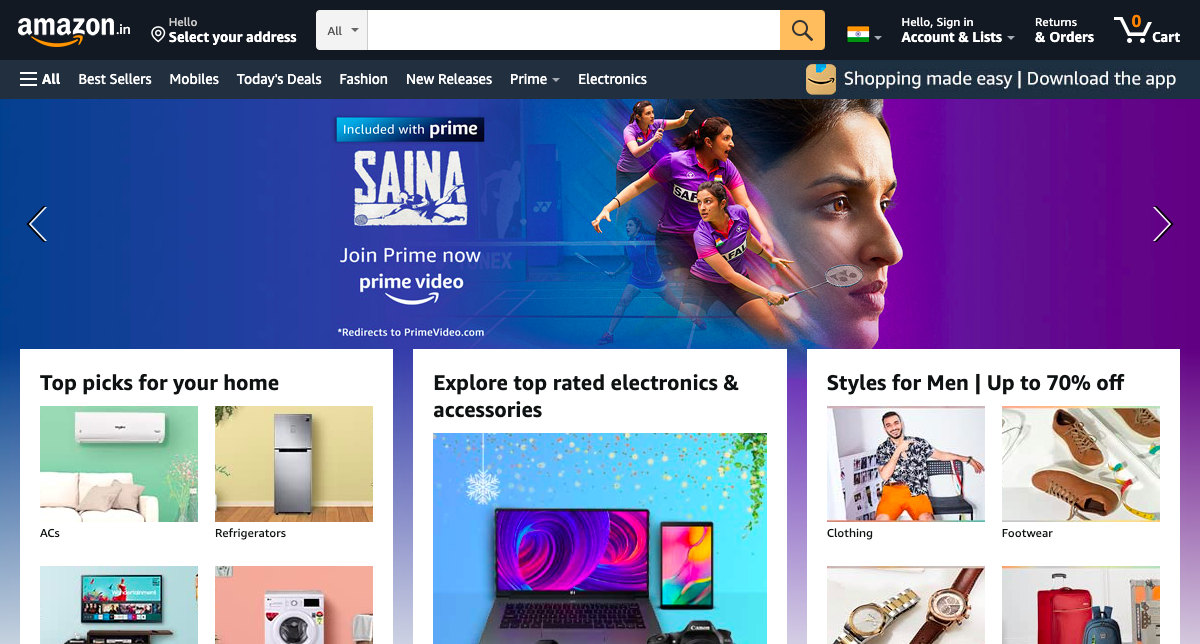 amazon.in
Hello
Select your address
All
Hello, Sign in
Account & Lists
Returns
& Orders
0
Cart
All
Best Sellers
Mobiles
Today's Deals
Fashion
New Releases
Prime
Electronics
Shopping made easy | Download the app
Included with prime
SAINA
Join Prime now
prime video
*Redirects to PrimeVideo.com
YONEX
Top picks for your home
ACs
Refrigerators
Explore top rated electronics &
accessories
Canon
Styles for Men | Up to 70% off
Clothing
Footwear